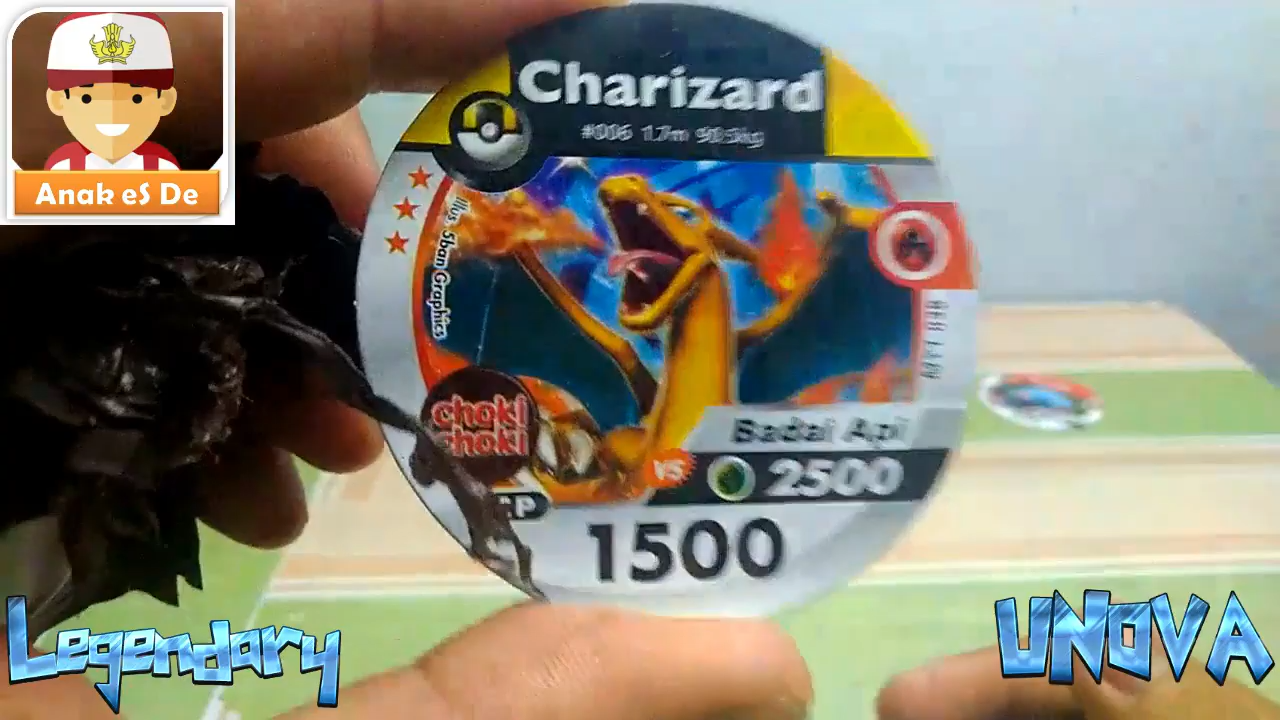 Anak eS De
Charizard
#006 1.7m 90.5kg
Illus. 5ban Graphics
choki
choki
Badai Api
VS 2500
CP
1500
Legendary
UNOVA